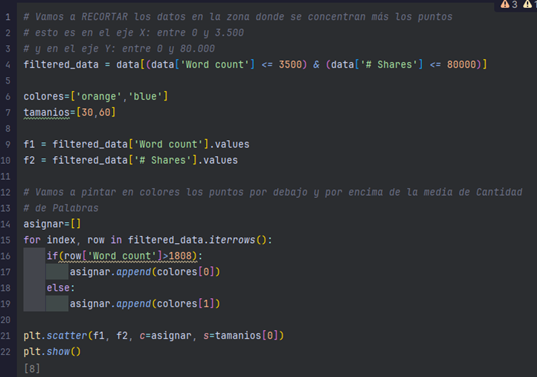 3 1
1 # Vamos a RECORTAR los datos en la zona donde se concentran más los puntos
2 # esto es en el eje X: entre 0 y 3.500
3 # y en el eje Y: entre 0 y 80.000
4 filtered_data = data[(data['Word count'] <= 3500) & (data['# Shares'] <= 80000)]
5
6 colores=['orange','blue']
7 tamanios=[30,60]
8
9 f1 = filtered_data['Word count'].values
10 f2 = filtered_data['# Shares'].values
11
12 # Vamos a pintar en colores los puntos por debajo y por encima de la media de Cantidad
13 # de Palabras
14 asignar=[]
15 for index, row in filtered_data.iterrows():
16     if(row['Word count']>1808):
17         asignar.append(colores[0])
18     else:
19         asignar.append(colores[1])
20
21 plt.scatter(f1, f2, c=asignar, s=tamanios[0])
22 plt.show()
[8]